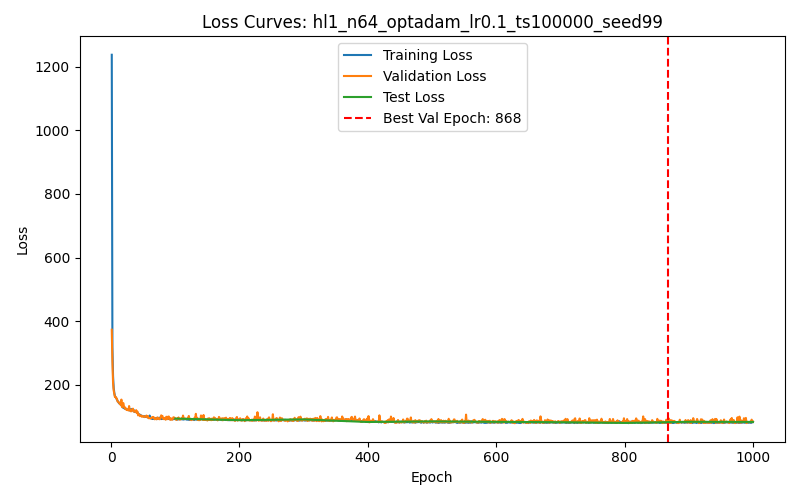 Loss Curves: hl1_n64_optadam_lr0.1_ts100000_seed99
Training Loss
Validation Loss
Test Loss
Best Val Epoch: 868
Loss
1200
1000
800
600
400
200
0
200
400
600
800
1000
Epoch